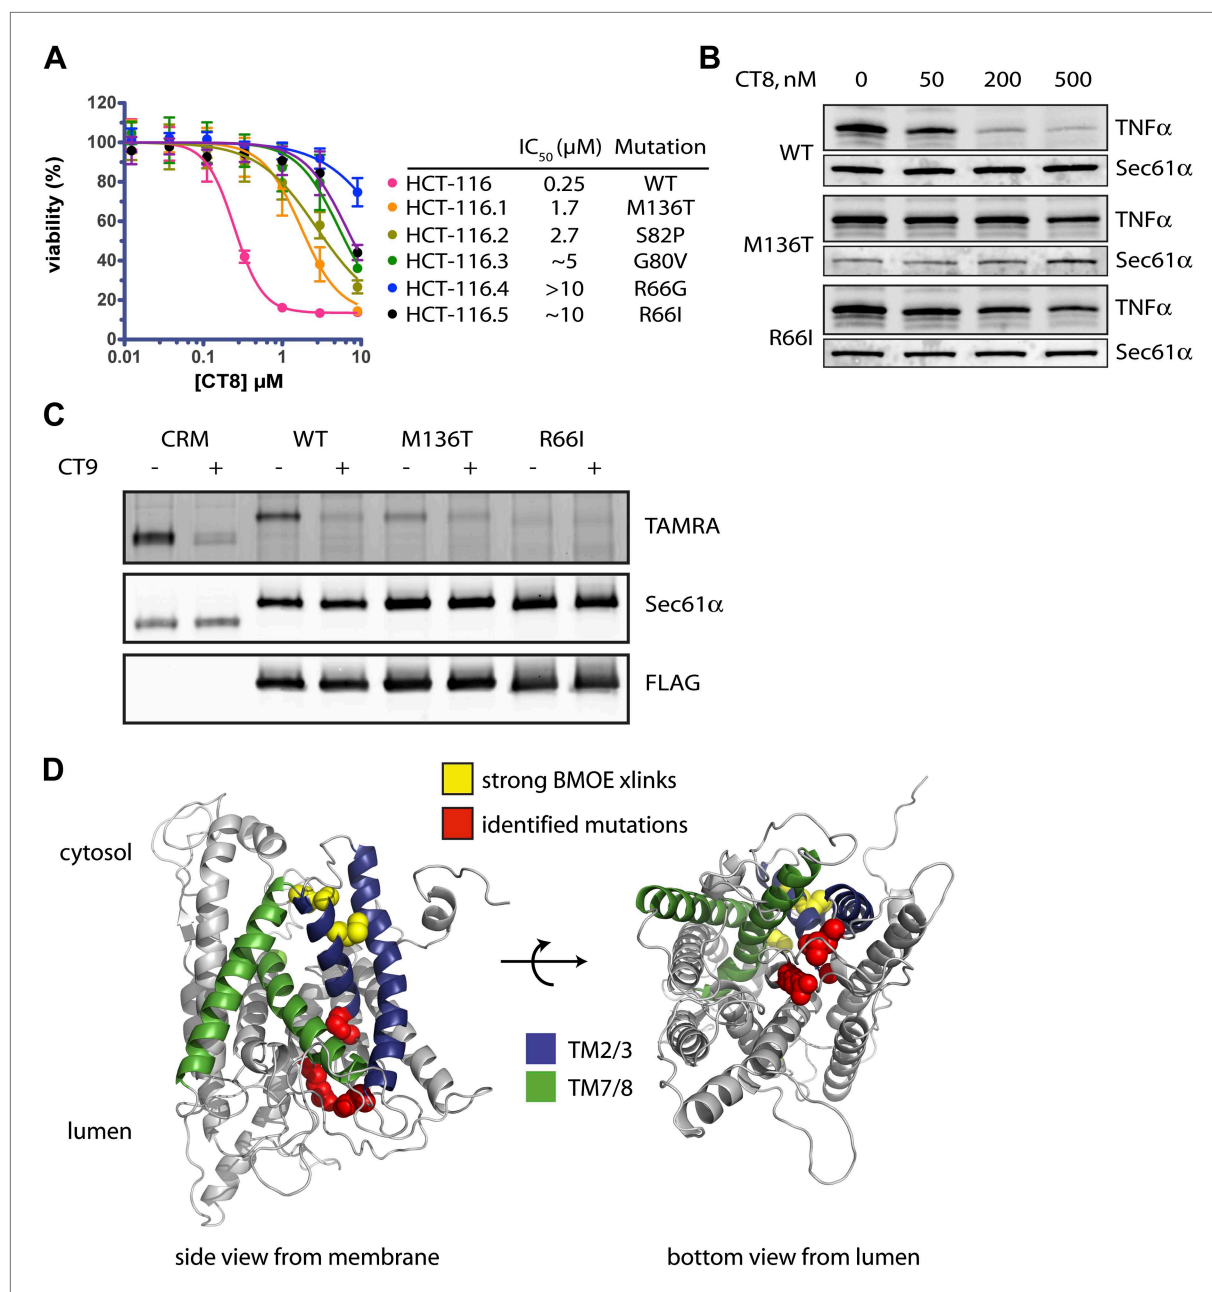 A
120
100
80
60
40
20
0
viability (%)
0.01
0.1
1
10
[CT8] µM
IC50 (µM) Mutation
HCT-116 0.25 WT
HCT-116.1 1.7 M136T
HCT-116.2 2.7 S82P
HCT-116.3 ~5 G80V
HCT-116.4 >10 R66G
HCT-116.5 ~10 R66I
B
CT8, nM 0 50 200 500
WT
TNFα
Sec61α
M136T
TNFα
Sec61α
R66I
TNFα
Sec61α
C
CRM WT M136T R66I
CT9 - + - + - + - +
TAMRA
Sec61α
FLAG
D
strong BMOE xlinks
identified mutations
cytosol
lumen
TM2/3
TM7/8
side view from membrane
bottom view from lumen